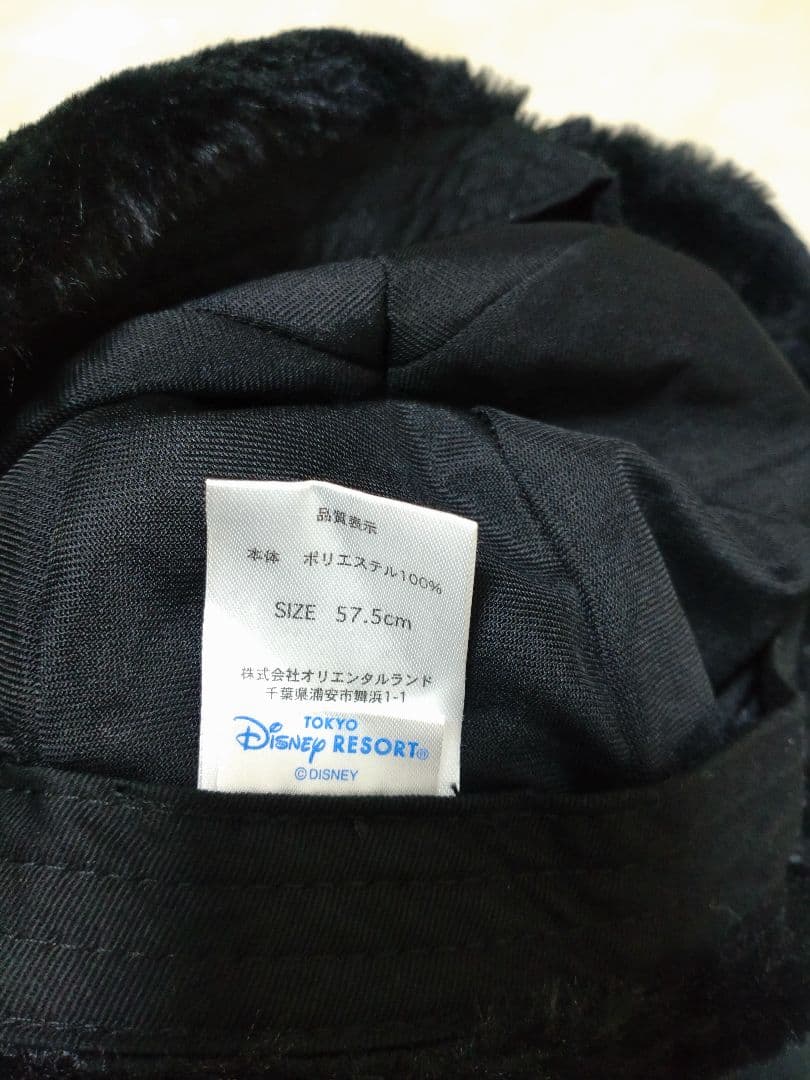 品質表示
本体 ポリエステル100%
SIZE 57.5cm
株式会社オリエンタルランド
千葉県浦安市舞浜1-1
TOKYO
Disney RESORT®
©DISNEY